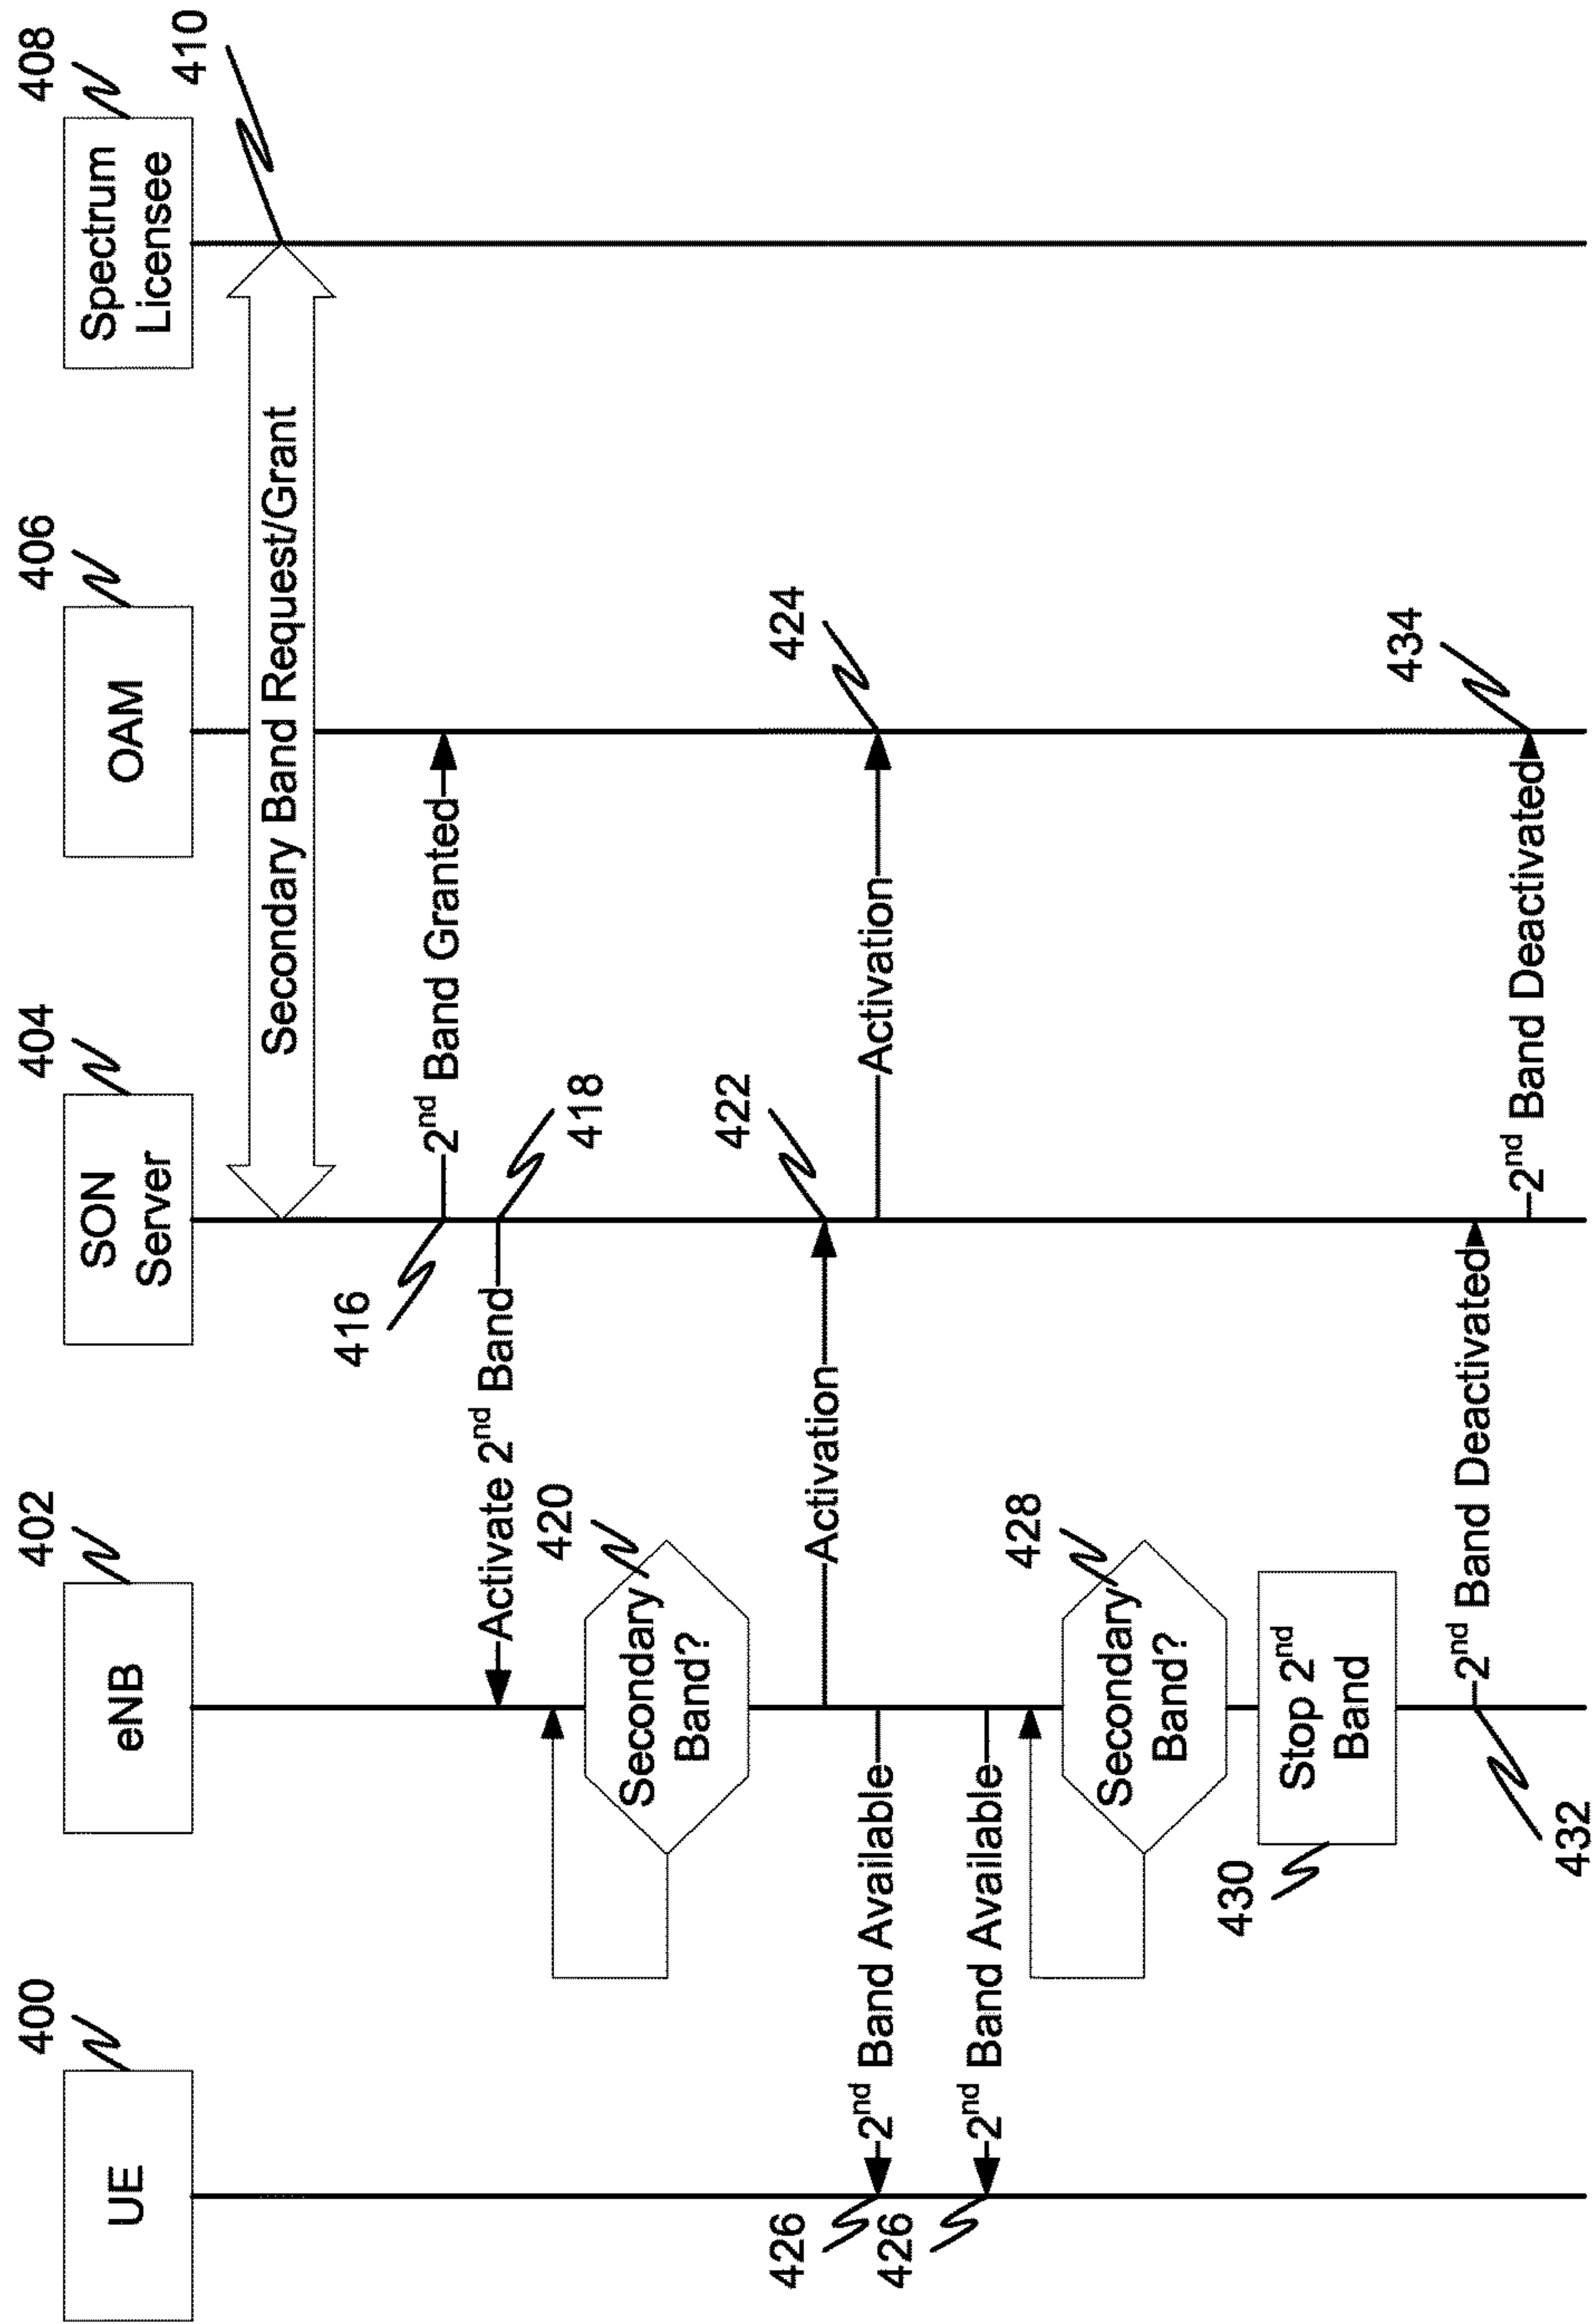 400
402
404
406
408
UE
eNB
SON
Server
OAM
Spectrum
Licensee
410
Secondary Band Request/Grant
416
2nd Band Granted
418
Activate 2nd Band
420
Secondary
Band?
422
Activation
424
Activation
426
2nd Band Available
426
2nd Band Available
428
Secondary
Band?
430
Stop 2nd
Band
432
2nd Band Deactivated
434
2nd Band Deactivated